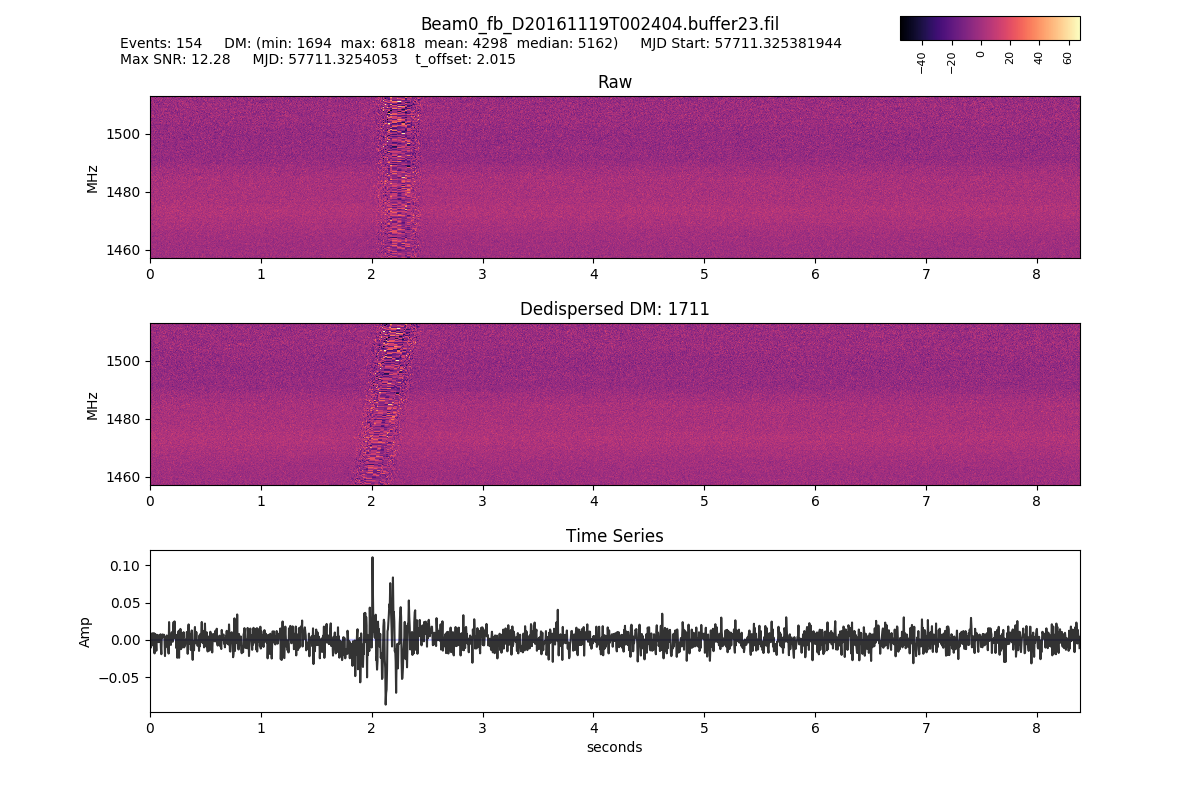 Beam0_fb_D20161119T002404.buffer23.fil
Events: 154 DM: (min: 1694 max: 6818 mean: 4298 median: 5162) MJD Start: 57711.325381944
Max SNR: 12.28 MJD: 57711.3254053 t_offset: 2.015
−40 −20 0 20 40 60
Raw
MHz
1500
1480
1460
0 1 2 3 4 5 6 7 8
Dedispersed DM: 1711
MHz
1500
1480
1460
0 1 2 3 4 5 6 7 8
Time Series
Amp
0.10
0.05
0.00
−0.05
0 1 2 3 4 5 6 7 8
seconds